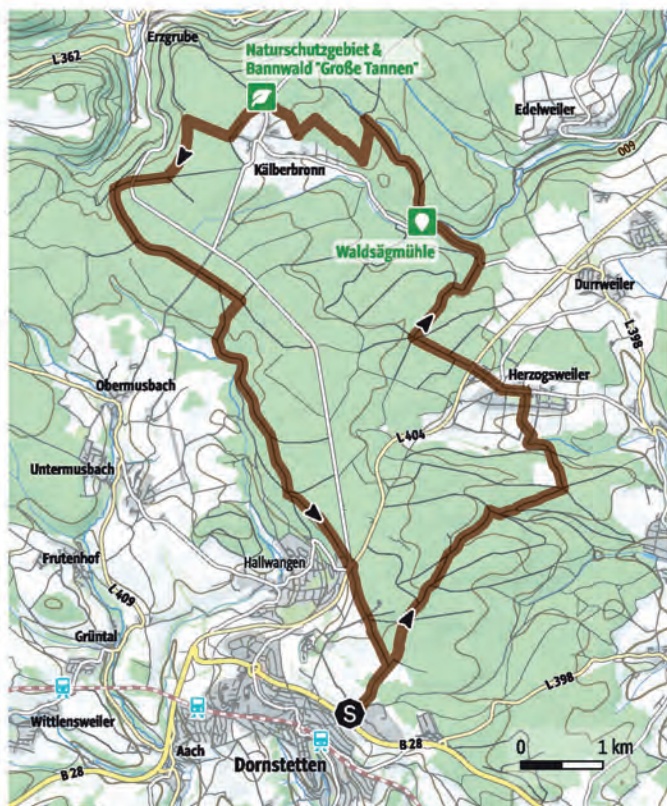 Erzgrube
L 362
Naturschutzgebiet &
Bannwald "Große Tannen"
Edelweiler
600
Kälberbronn
Waldsägmühle
Durrweiler
L 398
Obermusbach
Herzogsweiler
L 404
Untermusbach
Frutenhof
Hallwangen
L 409
Grüntal
S
L 398
Wittlensweiler
Aach
B 28
B 28
Dornstetten
0 1 km